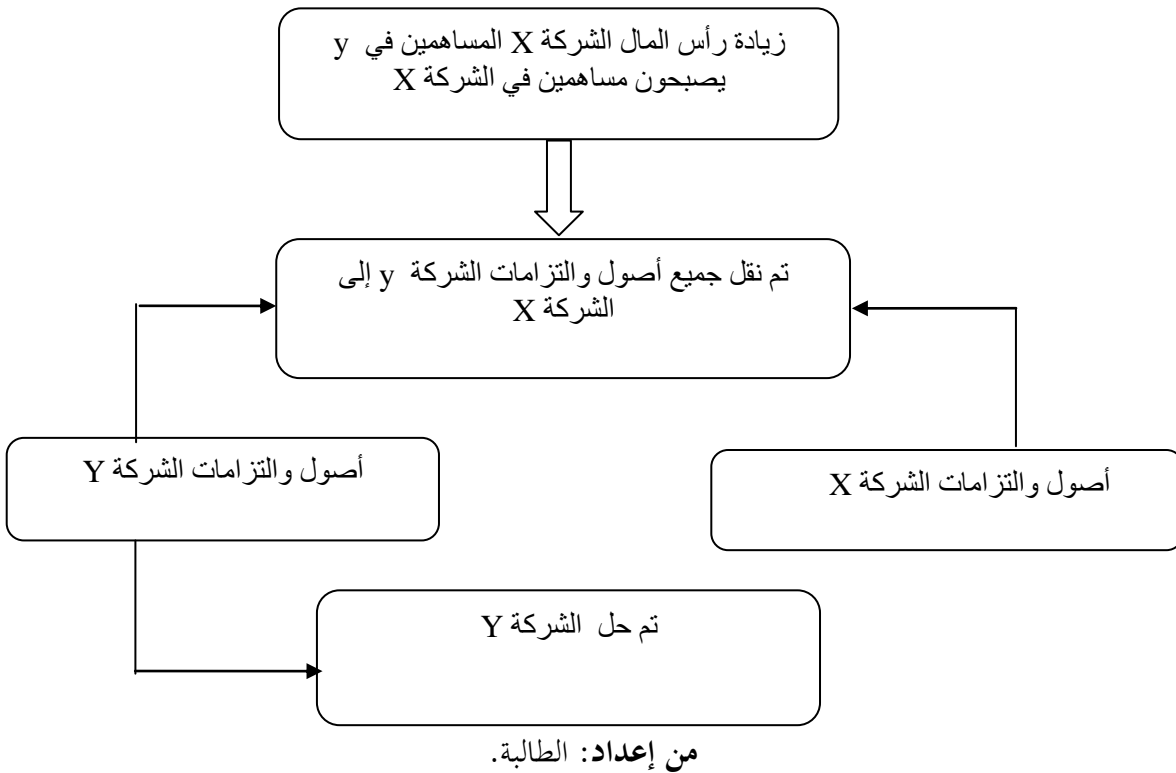 زيادة رأس المال الشركة X المساهمين في y
يصبحون مساهمين في الشركة X
تم نقل جميع أصول والتزامات الشركة y إلى
الشركة X
أصول والتزامات الشركة X
أصول والتزامات الشركة Y
تم حل الشركة Y
من إعداد: الطالبة.